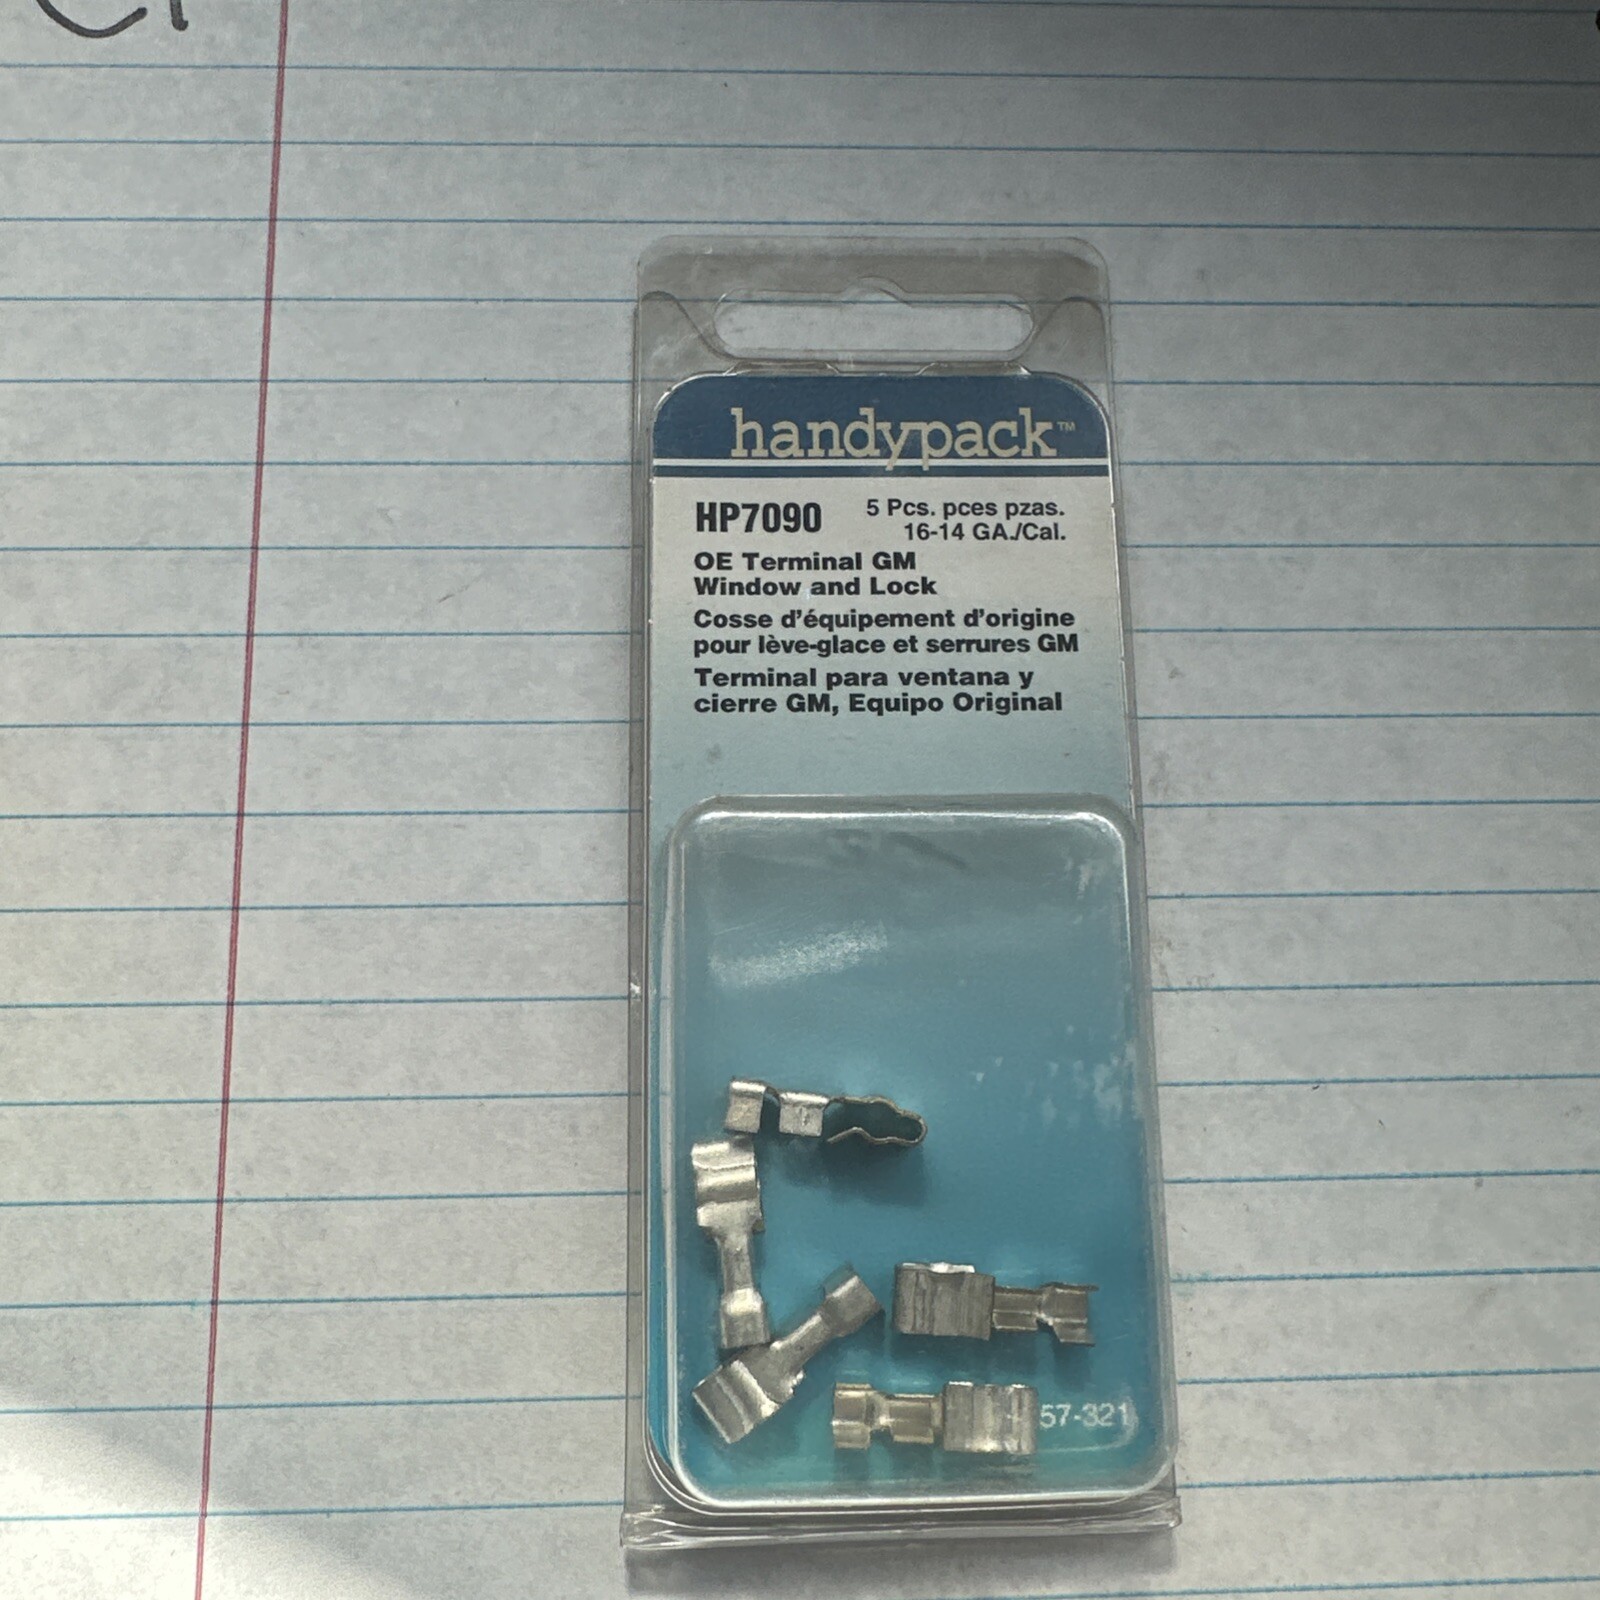 handypack™
HP7090
5 Pcs. pces pzas.
16-14 GA./Cal.
OE Terminal GM
Window and Lock
Cosse d'équipement d'origine
pour lève-glace et serrures GM
Terminal para ventana y
cierre GM, Equipo Original
57-321